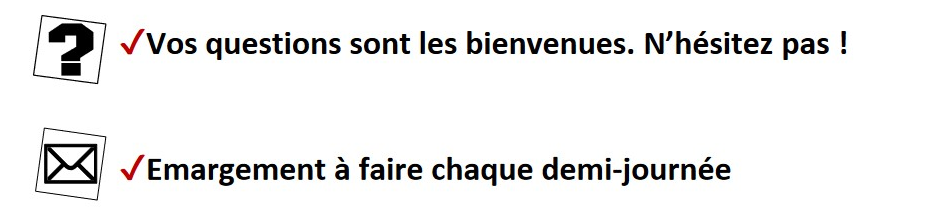 ✓Vos questions sont les bienvenues. N’hésitez pas !
✓Emargement à faire chaque demi-journée